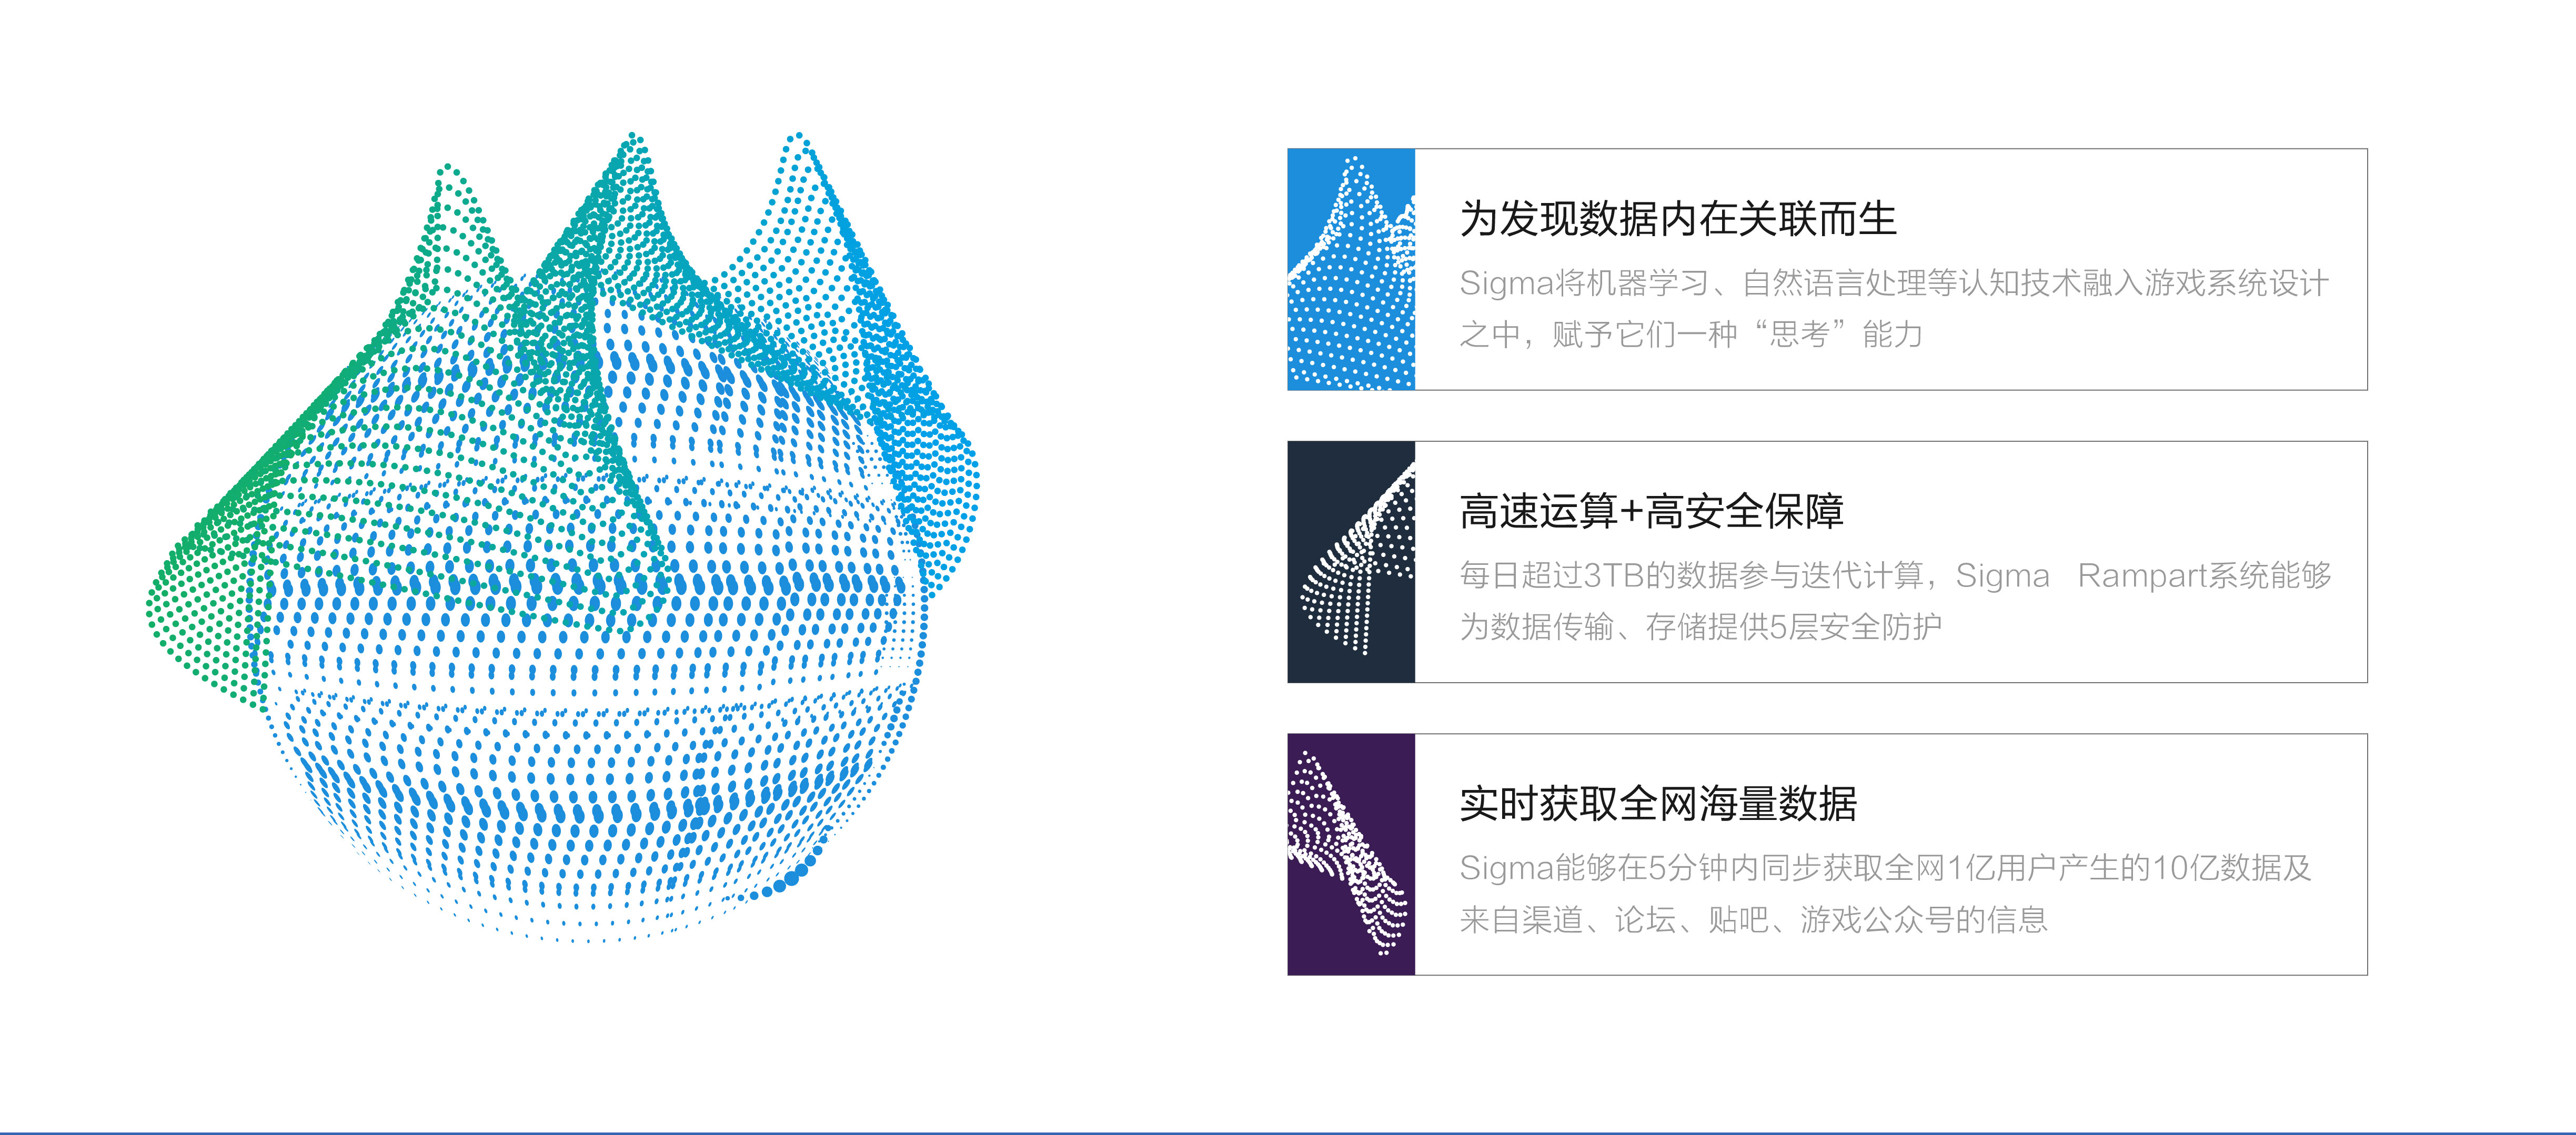 为发现数据内在关联而生
Sigma将机器学习、自然语言处理等认知技术融入游戏系统设计
之中，赋予它们一种“思考”能力
高速运算+高安全保障
每日超过3TB的数据参与迭代计算，Sigma Rampart系统能够
为数据传输、存储提供5层安全防护
实时获取全网海量数据
Sigma能够在5分钟内同步获取全网1亿用户产生的10亿数据及
来自渠道、论坛、贴吧、游戏公众号的信息